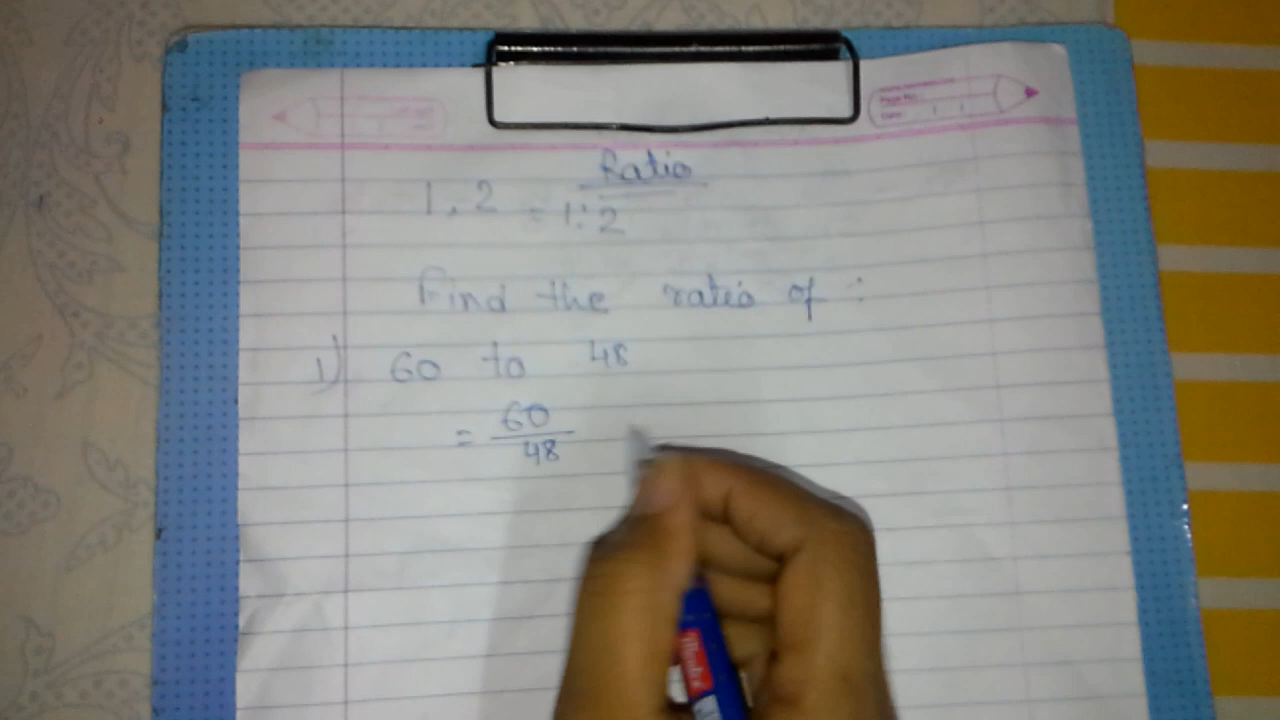 Ratio
1, 2 = 1:2
Find the ratio of :
1) 60 to 48
= 60
48